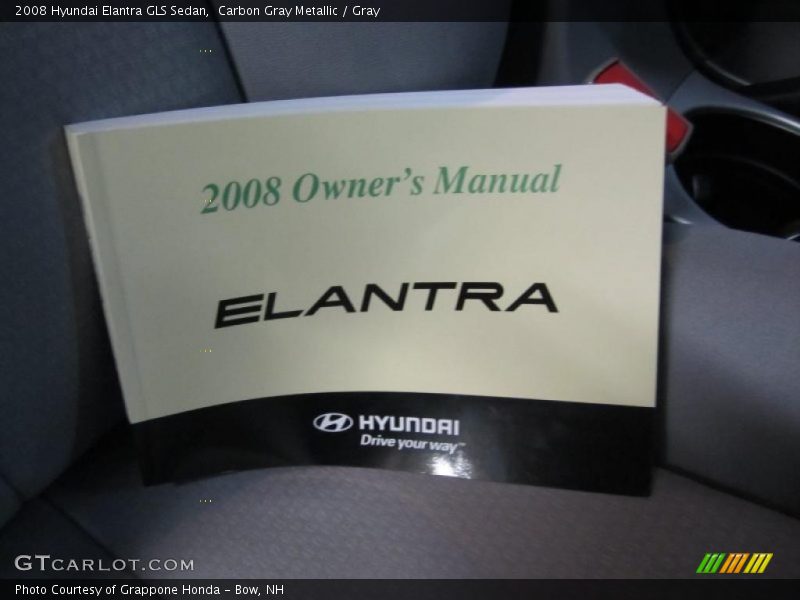 2008 Hyundai Elantra GLS Sedan,  Carbon Gray Metallic / Gray
2008 Owner's Manual
ELANTRA
HYUNDAI
Drive your way™
GTCARLOT.COM
Photo Courtesy of Grappone Honda - Bow, NH